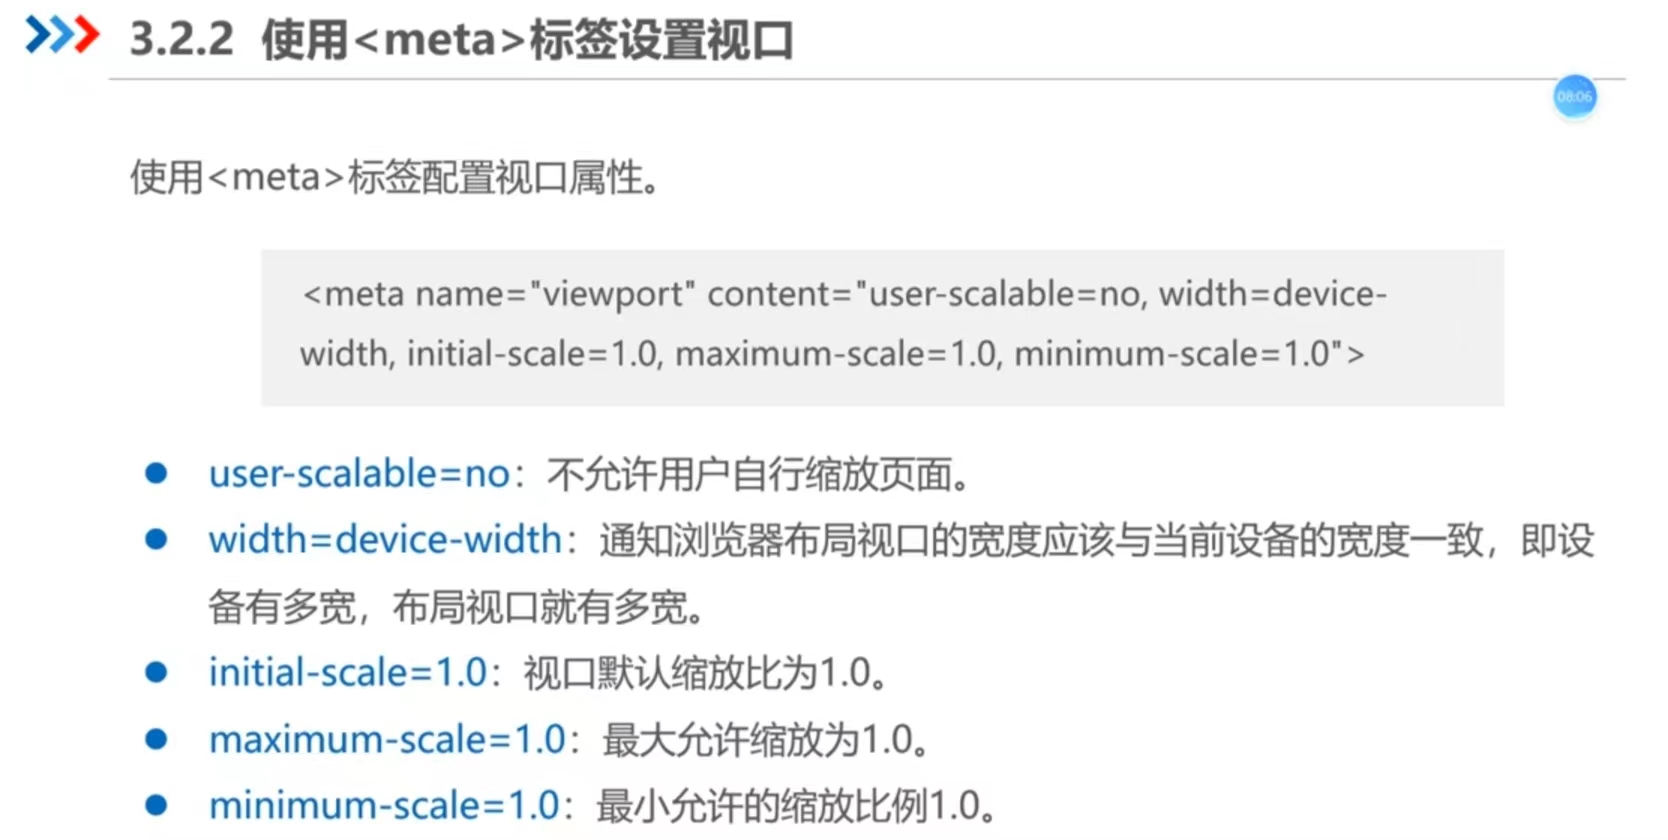 3.2.2 使用<meta>标签设置视口
08:06
使用<meta>标签配置视口属性。
<meta name="viewport" content="user-scalable=no, width=device-
width, initial-scale=1.0, maximum-scale=1.0, minimum-scale=1.0">
user-scalable=no：不允许用户自行缩放页面。
width=device-width：通知浏览器布局视口的宽度应该与当前设备的宽度一致，即设
备有多宽，布局视口就有多宽。
initial-scale=1.0：视口默认缩放比为1.0。
maximum-scale=1.0：最大允许缩放为1.0。
minimum-scale=1.0：最小允许的缩放比例1.0。